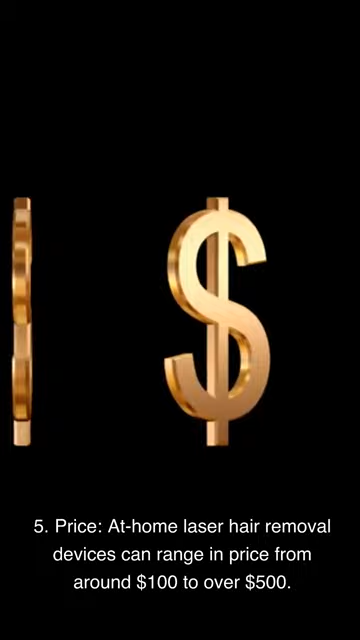 $
5. Price: At-home laser hair removal
devices can range in price from
around $100 to over $500.